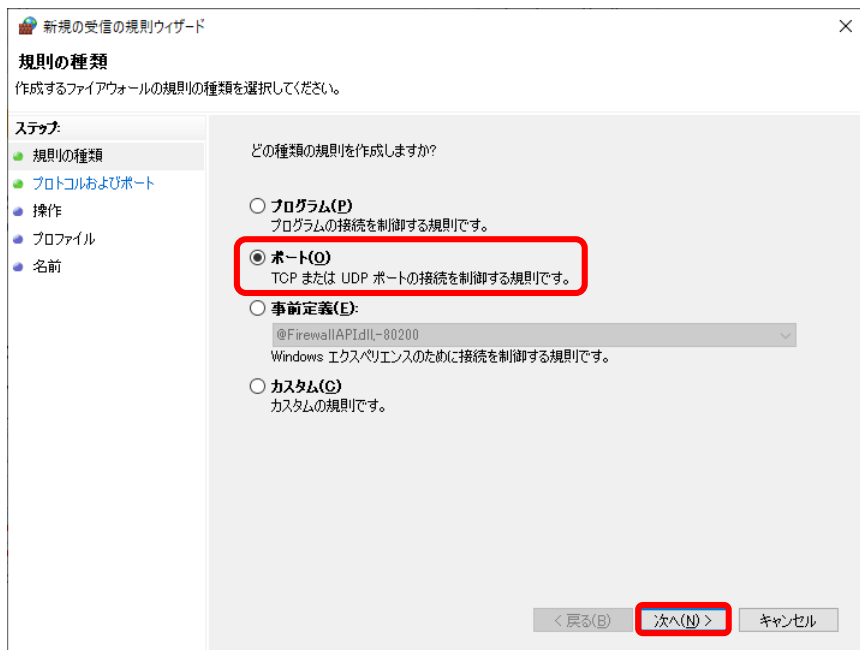 新規の受信の規則ウィザード
規則の種類
作成するファイアウォールの規則の種類を選択してください。
ステップ:
規則の種類
プロトコルおよびポート
操作
プロファイル
名前
どの種類の規則を作成しますか?
プログラム(P)
プログラムの接続を制御する規則です。
ポート(O)
TCP または UDP ポートの接続を制御する規則です。
事前定義(E):
@FirewallAPI.dll,-80200
Windows エクスペリエンスのために接続を制御する規則です。
カスタム(C)
カスタムの規則です。
< 戻る(B)
次へ(N) >
キャンセル